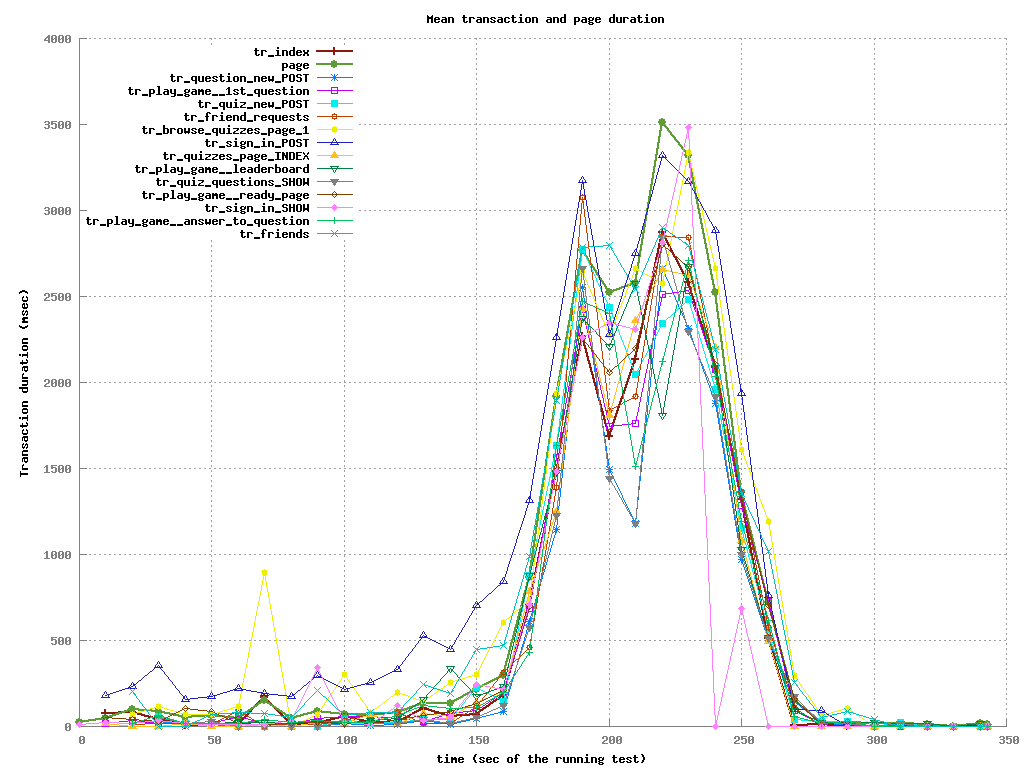 Mean transaction and page duration
4000
3500
3000
2500
2000
1500
1000
500
0
Transaction duration (msec)
tr_index
page
tr_question_new_POST
tr_play_game__1st_question
tr_quiz_new_POST
tr_friend_requests
tr_browse_quizzes_page_1
tr_sign_in_POST
tr_quizzes_page_INDEX
tr_play_game__leaderboard
tr_quiz_questions_SHOW
tr_play_game__ready_page
tr_sign_in_SHOW
tr_play_game__answer_to_question
tr_friends
0 50 100 150 200 250 300 350
time (sec of the running test)